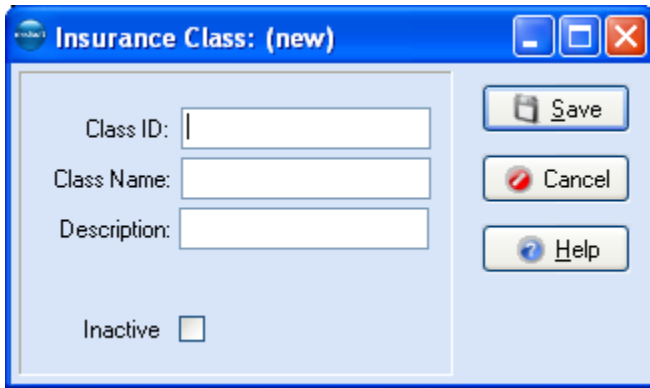 Insurance Class: (new)
Class ID:
Class Name:
Description:
Inactive
Save
Cancel
Help